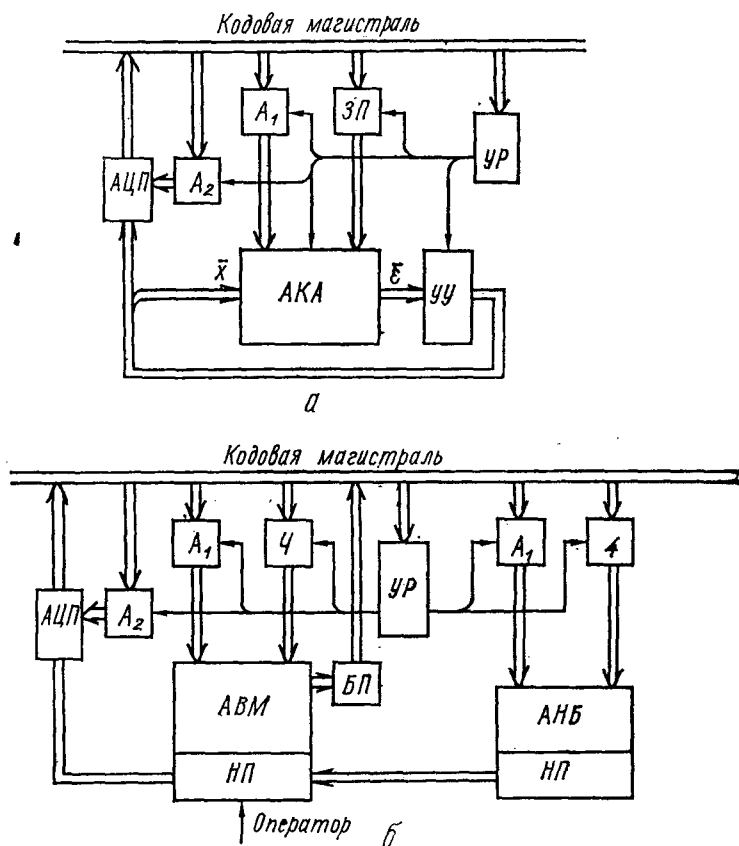 Кодовая магистраль
А₁
ЗП
УР
АЦП
А₂
x̅
АКА
ε̅
УУ
а
Кодовая магистраль
А₁
Ч
УР
А₁
4
АЦП
А₂
АВМ
БП
АНБ
НП
НП
Оператор
б